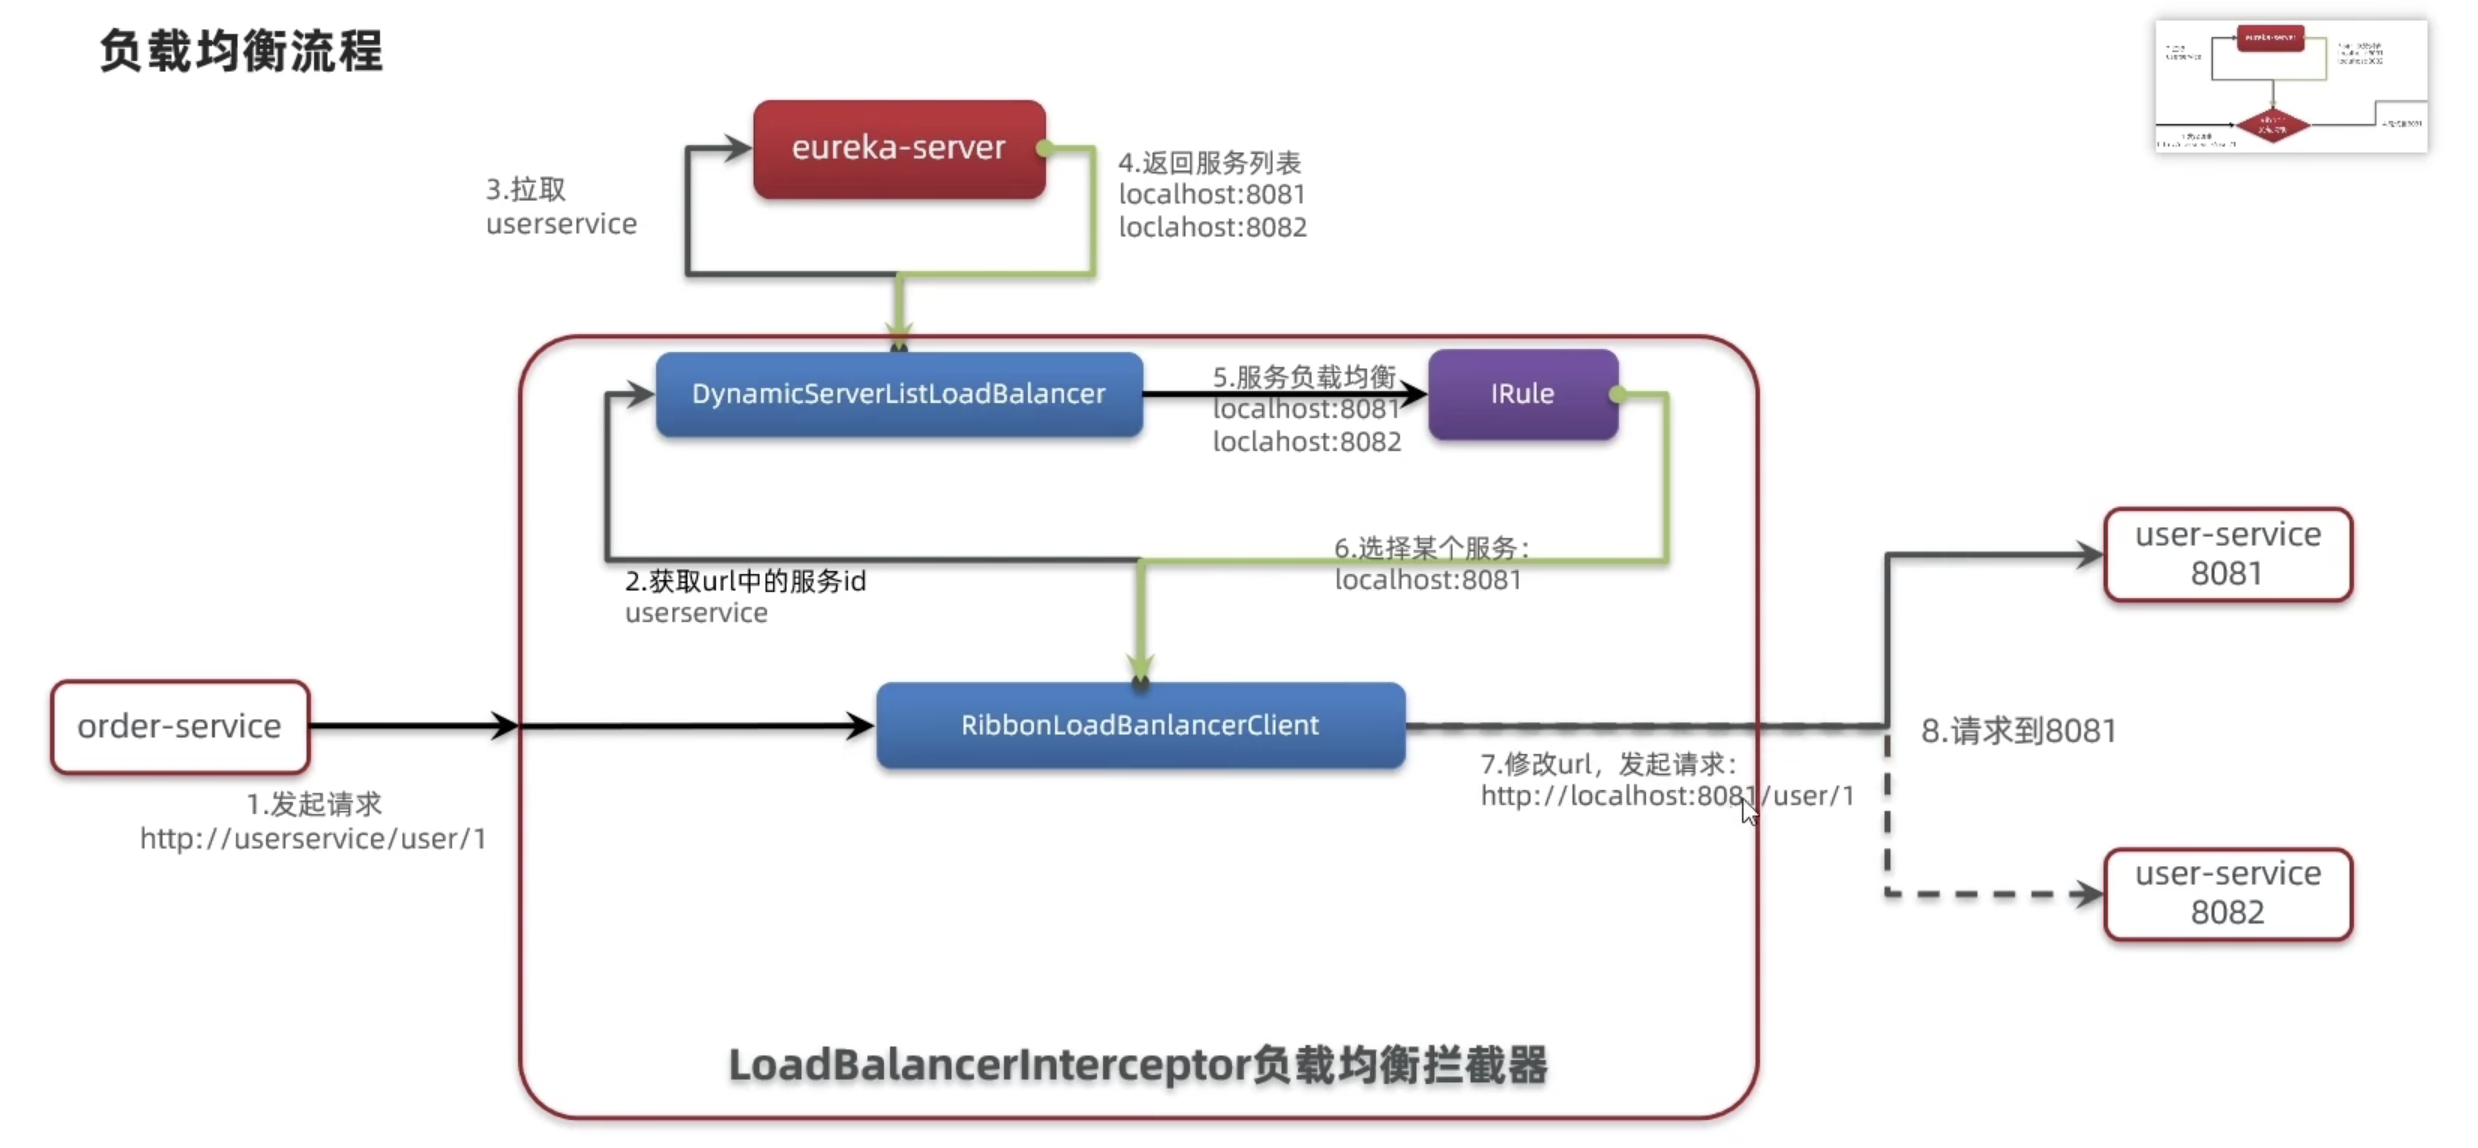 负载均衡流程
eureka-server
3.拉取
userservice
4.返回服务列表
localhost:8081
loclahost:8082
DynamicServerListLoadBalancer
5.服务负载均衡
localhost:8081
loclahost:8082
IRule
2.获取url中的服务id
userservice
6.选择某个服务：
localhost:8081
order-service
1.发起请求
http://userservice/user/1
RibbonLoadBanlancerClient
7.修改url，发起请求：
http://localhost:8081/user/1
8.请求到8081
user-service
8081
user-service
8082
LoadBalancerInterceptor负载均衡拦截器
eureka-server